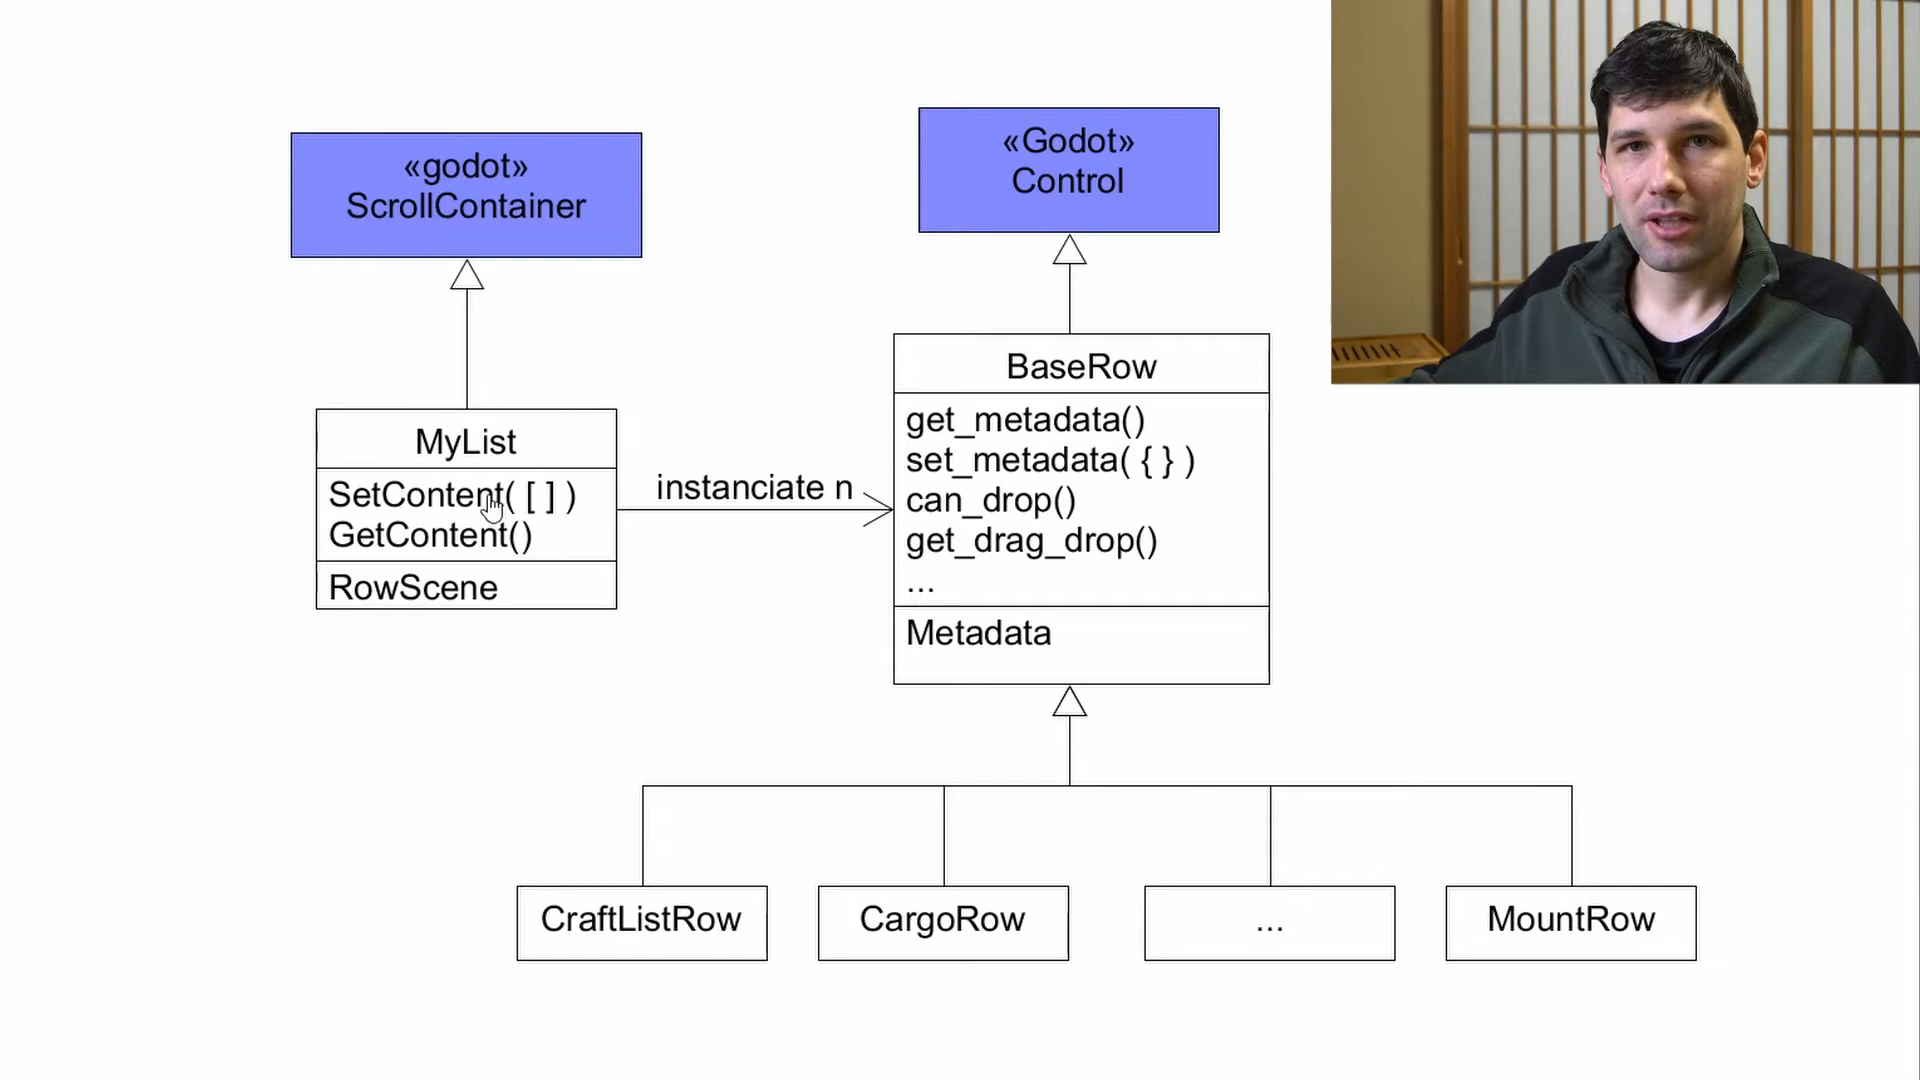 «godot»
ScrollContainer
«Godot»
Control
MyList
SetContent( [ ] )
GetContent()
RowScene
instanciate n
BaseRow
get_metadata()
set_metadata( { } )
can_drop()
get_drag_drop()
...
Metadata
CraftListRow
CargoRow
...
MountRow